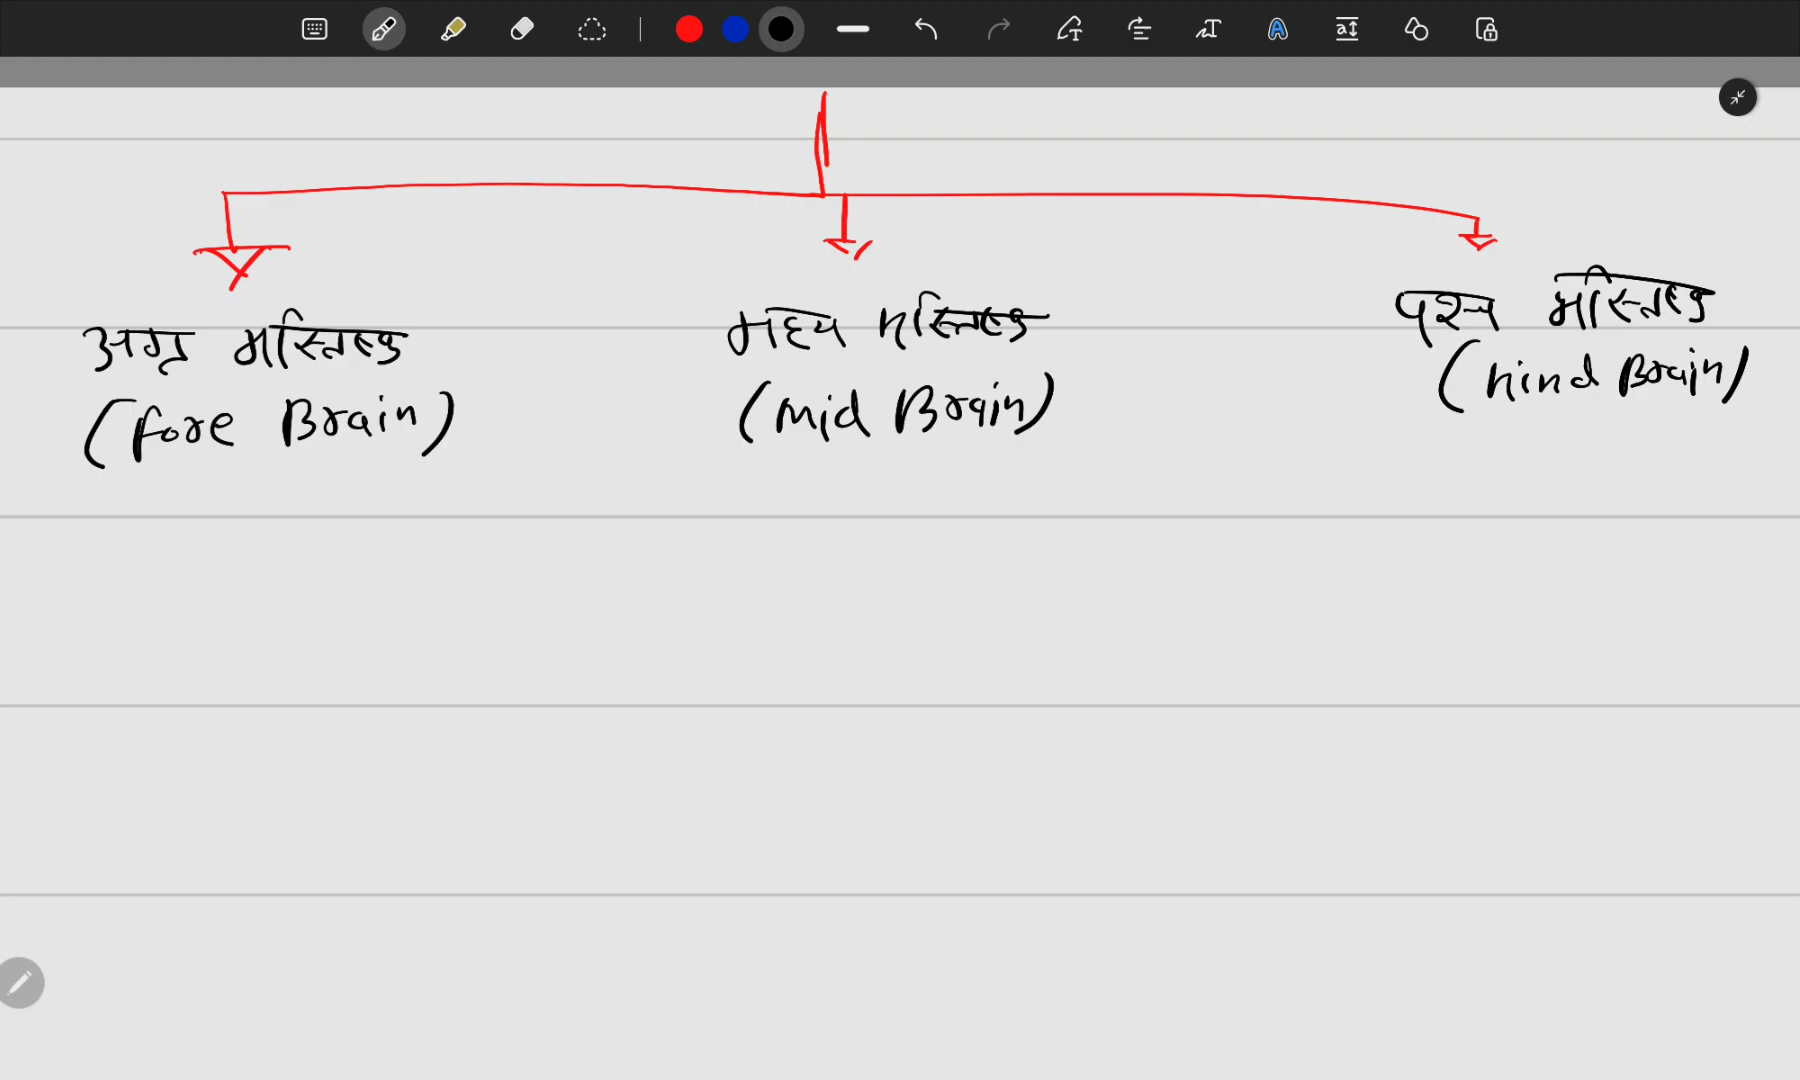 अग्र मस्तिष्क
(fore Brain)
मध्य मस्तिष्क
(mid Brain)
पश्च मस्तिष्क
(hind Brain)